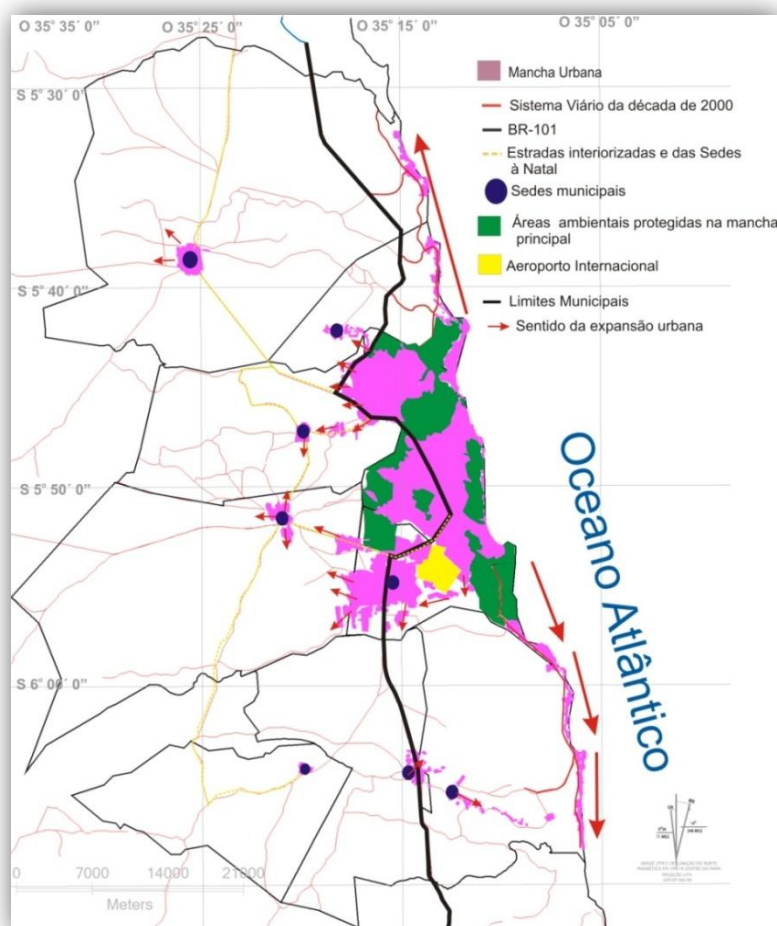 O 35° 35' 0'' O 35° 25' 0'' O 35° 15' 0'' O 35° 05' 0''
S 5° 30' 0''
S 5° 40' 0''
S 5° 50' 0''
S 6° 00' 0''
Mancha Urbana
Sistema Viário da década de 2000
BR-101
Estradas interiorizadas e das Sedes
à Natal
Sedes municipais
Áreas ambientais protegidas na mancha
principal
Aeroporto Internacional
Limites Municipais
Sentido da expansão urbana
Oceano Atlântico
0 7000 14000 21000
Meters